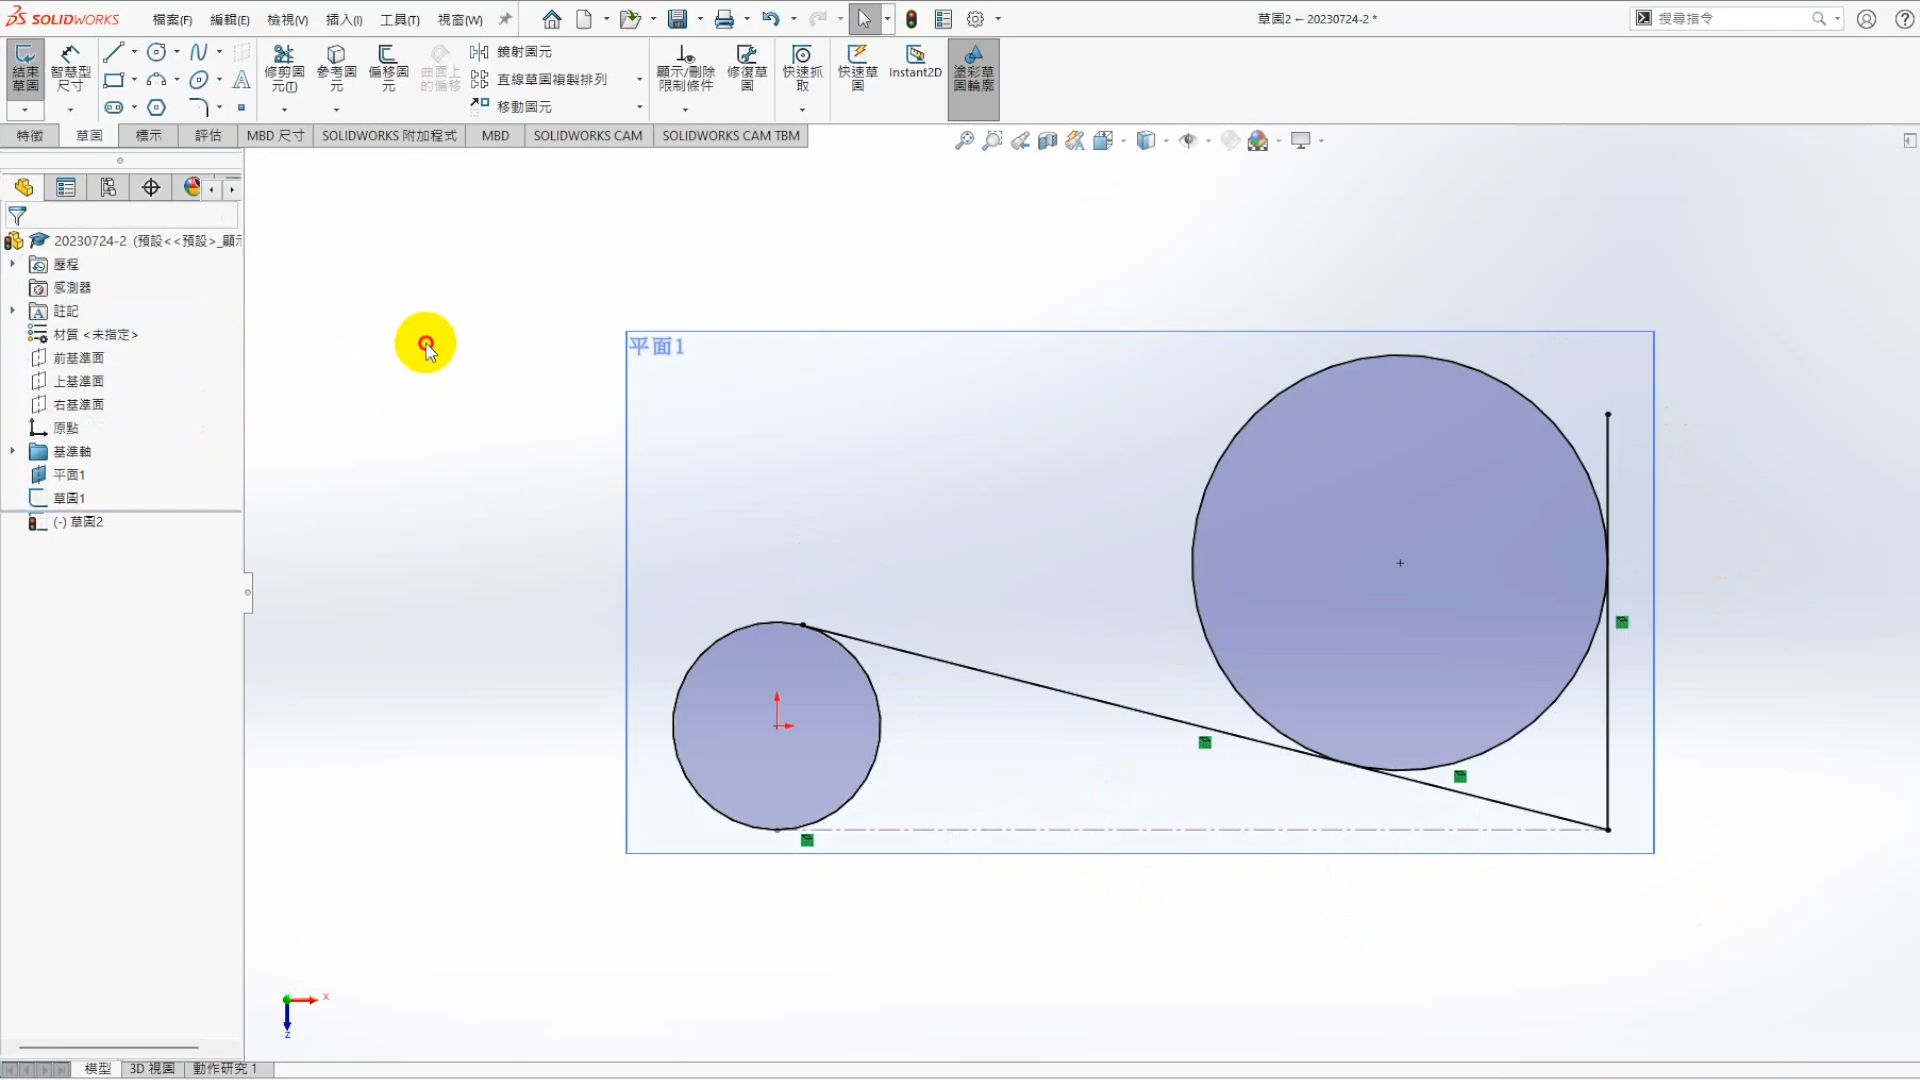 SOLIDWORKS 檔案(F) 編輯(E) 檢視(V) 插入(I) 工具(T) 視窗(W) 草圖2 ← 20230724-2 * 搜尋指令
結束草圖
智慧型尺寸
修剪圖元(T)
參考圖元
偏移圖元
曲面上的偏移
鏡射圖元
直線草圖複製排列
移動圖元
顯示/刪除限制條件
修復草圖
快速抓取
快速草圖
Instant2D
塗彩草圖輪廓
特徵 草圖 標示 評估 MBD 尺寸 SOLIDWORKS 附加程式 MBD SOLIDWORKS CAM SOLIDWORKS CAM TBM
20230724-2 (預設<<預設>_顯示
歷程
感測器
註記
材質 <未指定>
前基準面
上基準面
右基準面
原點
基準軸
平面1
草圖1
(-) 草圖2
平面1
X
Z
模型 3D 視圖 動作研究 1